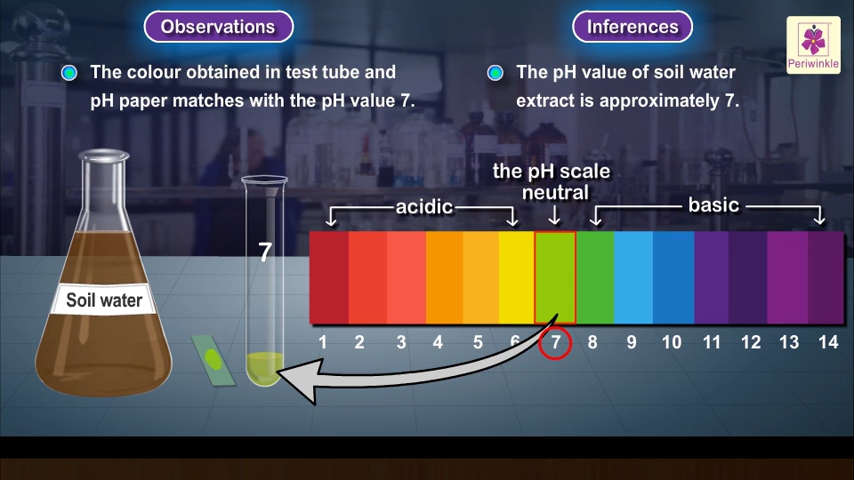 Observations
The colour obtained in test tube and
pH paper matches with the pH value 7.
Inferences
The pH value of soil water
extract is approximately 7.
Periwinkle
the pH scale
neutral
acidic
basic
7
Soil water
1 2 3 4 5 6 7 8 9 10 11 12 13 14